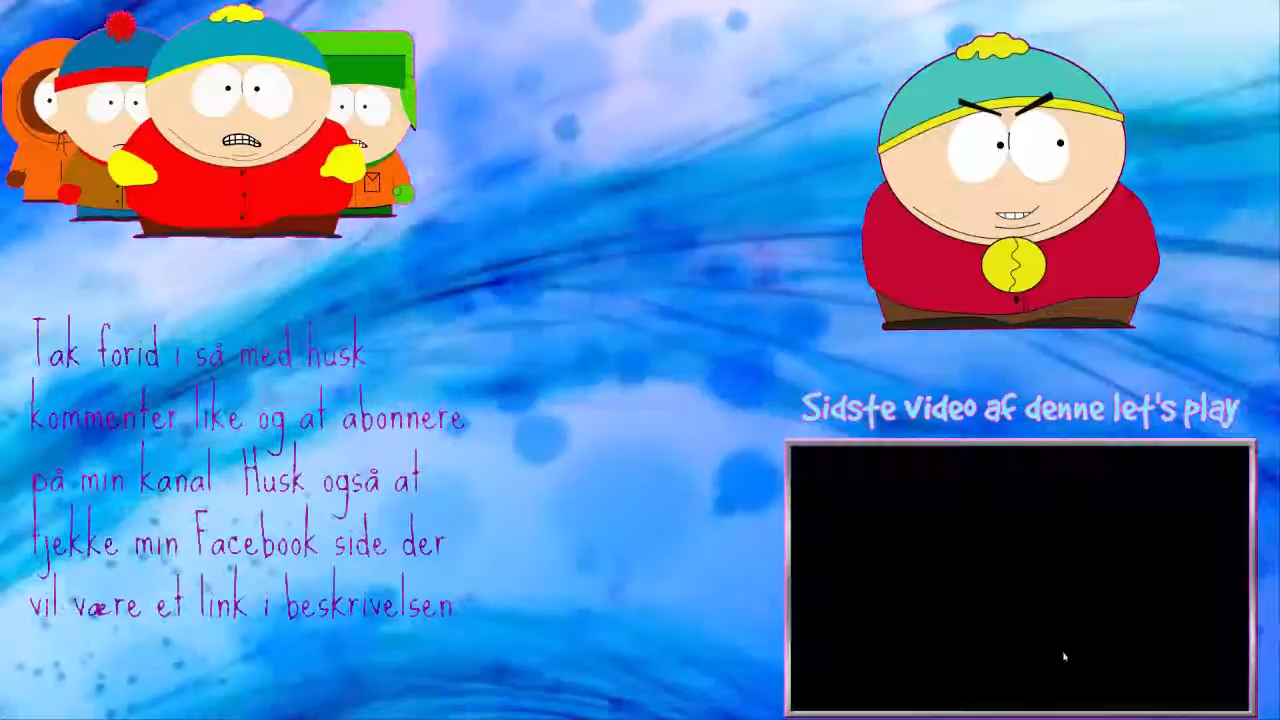 Tak forid i så med husk
kommenter like og at abonnere
på min kanal Husk også at
tjekke min Facebook side der
vil være et link i beskrivelsen
Sidste video af denne let's play